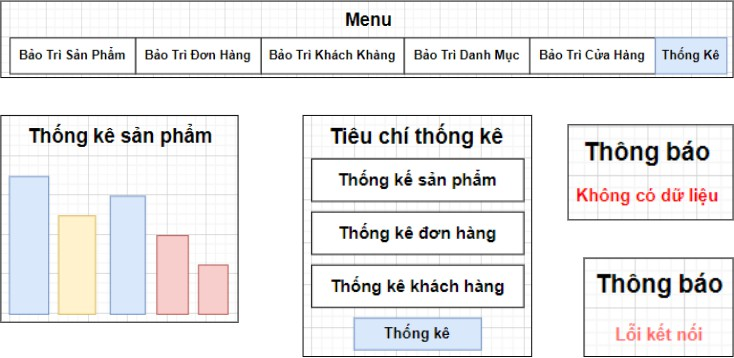 Menu
Bảo Trì Sản Phẩm Bảo Trì Đơn Hàng Bảo Trì Khách Khàng Bảo Trì Danh Mục Bảo Trì Cửa Hàng Thống Kê
Thống kê sản phẩm
Tiêu chí thống kê
Thống kế sản phẩm
Thống kê đơn hàng
Thống kê khách hàng
Thống kê
Thông báo
Không có dữ liệu
Thông báo
Lỗi kết nối